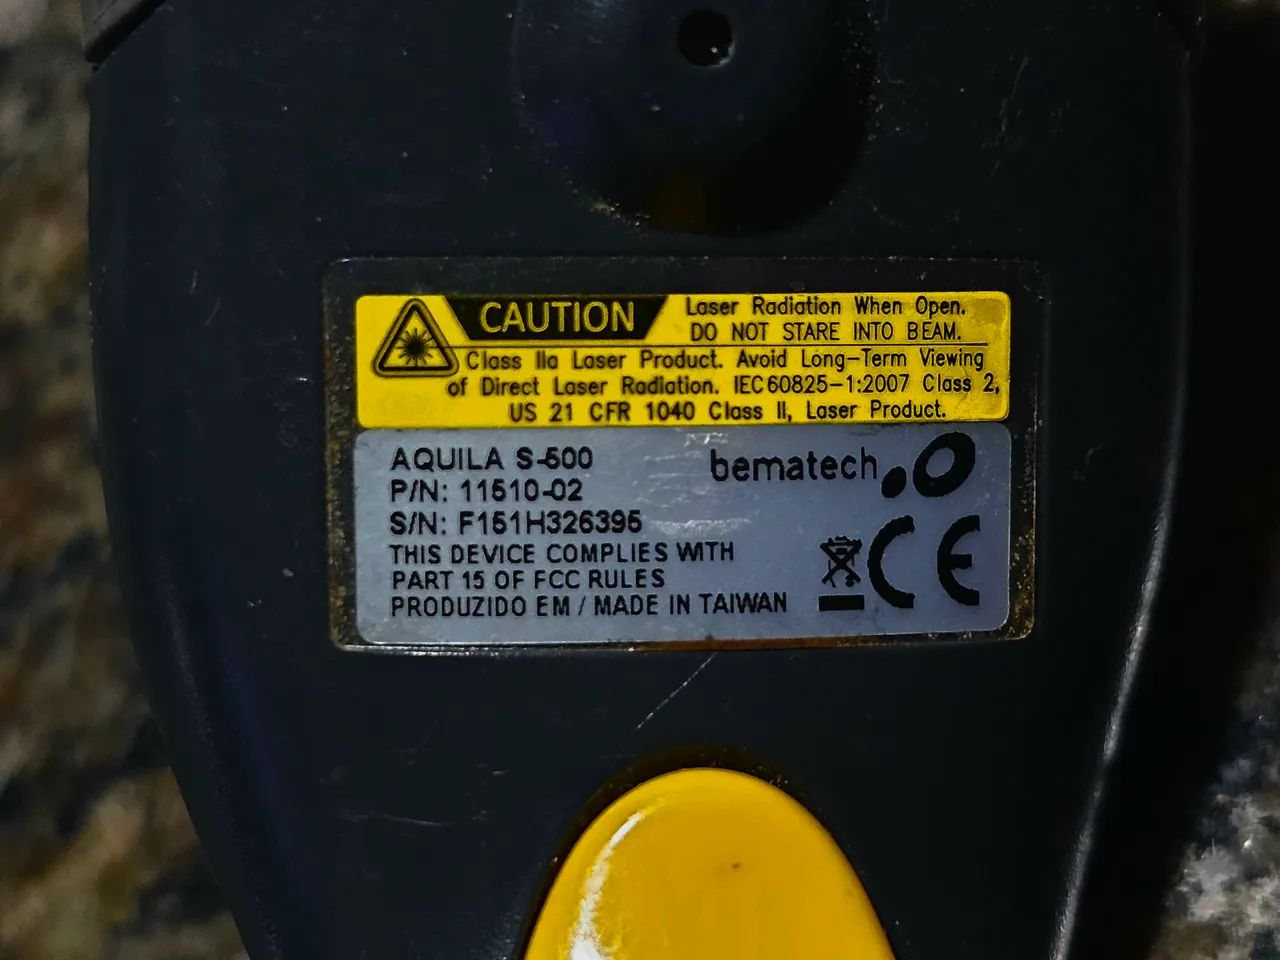 CAUTION
Laser Radiation When Open.
DO NOT STARE INTO BEAM.
Class IIa Laser Product. Avoid Long-Term Viewing
of Direct Laser Radiation. IEC60825-1:2007 Class 2,
US 21 CFR 1040 Class II, Laser Product.
AQUILA S-500
bematech
P/N: 11510-02
S/N: F151H326395
THIS DEVICE COMPLIES WITH
PART 15 OF FCC RULES
PRODUZIDO EM / MADE IN TAIWAN
CE